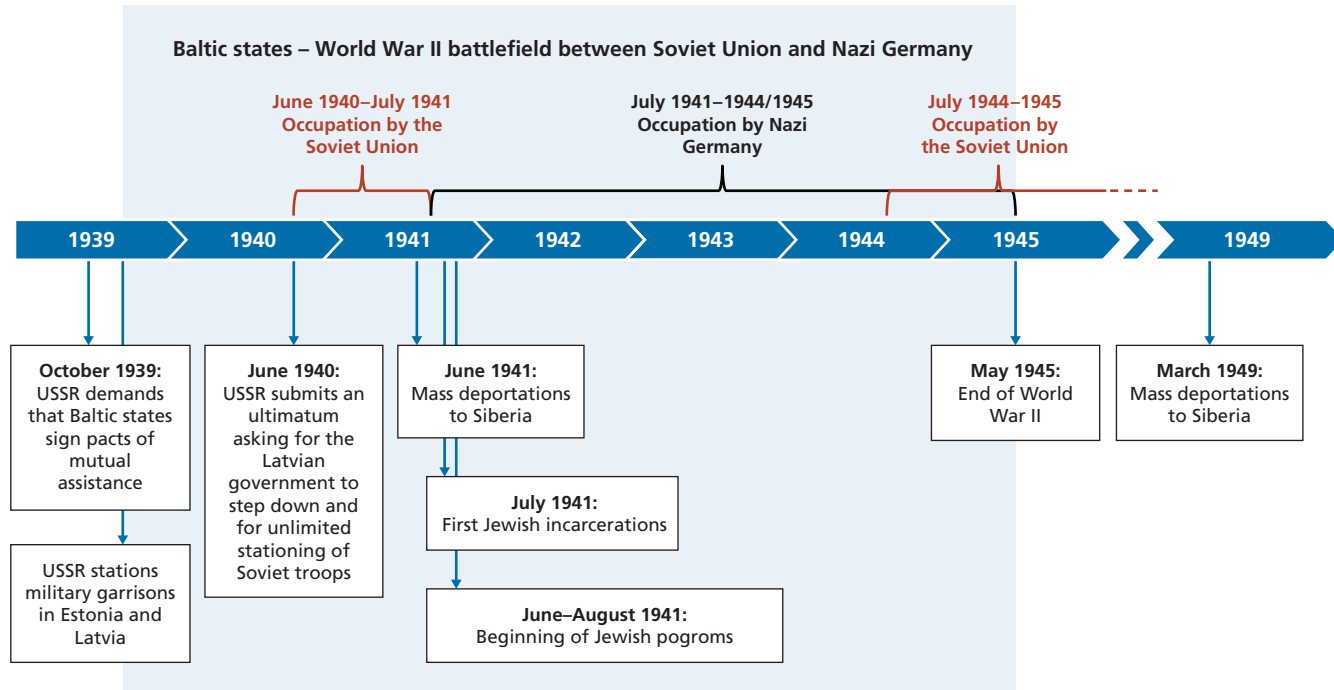 Baltic states – World War II battlefield between Soviet Union and Nazi Germany
June 1940–July 1941
Occupation by the
Soviet Union
July 1941–1944/1945
Occupation by Nazi
Germany
July 1944–1945
Occupation by
the Soviet Union
1939
1940
1941
1942
1943
1944
1945
1949
October 1939:
USSR demands
that Baltic states
sign pacts of
mutual
assistance
USSR stations
military garrisons
in Estonia and
Latvia
June 1940:
USSR submits an
ultimatum
asking for the
Latvian
government to
step down and
for unlimited
stationing of
Soviet troops
June 1941:
Mass deportations
to Siberia
July 1941:
First Jewish incarcerations
June–August 1941:
Beginning of Jewish pogroms
May 1945:
End of World
War II
March 1949:
Mass deportations
to Siberia